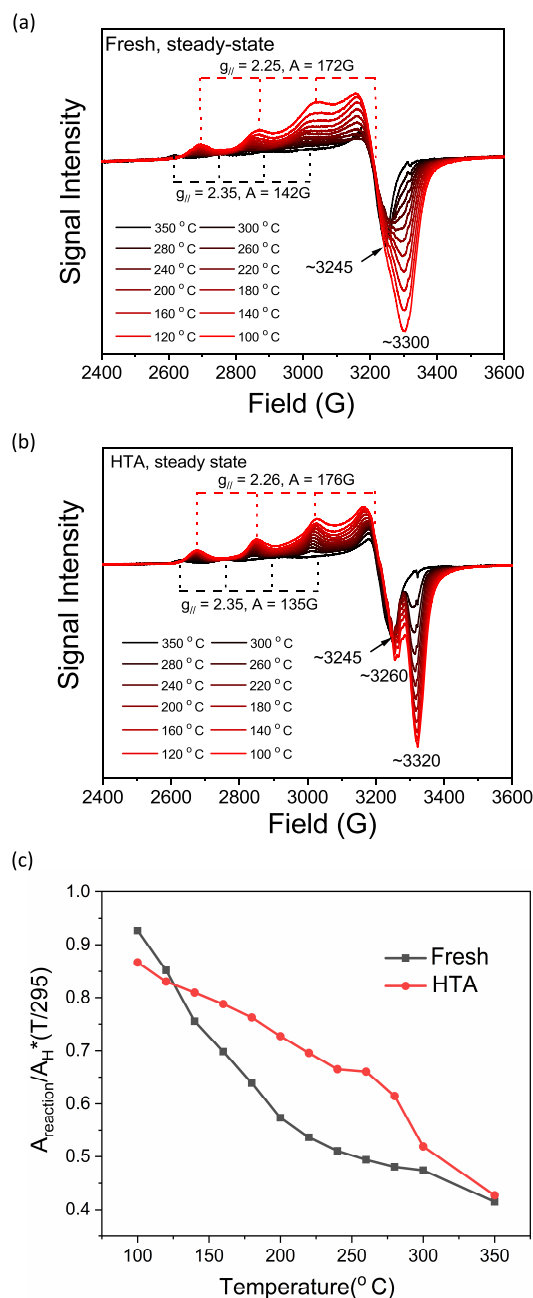 (a)
Fresh, steady-state
g// = 2.25, A = 172G
g// = 2.35, A = 142G
350 °C 300 °C
280 °C 260 °C
240 °C 220 °C
200 °C 180 °C
160 °C 140 °C
120 °C 100 °C
~3245
~3300
Signal Intensity
2400 2600 2800 3000 3200 3400 3600
Field (G)
(b)
HTA, steady state
g// = 2.26, A = 176G
g// = 2.35, A = 135G
350 °C 300 °C
280 °C 260 °C
240 °C 220 °C
200 °C 180 °C
160 °C 140 °C
120 °C 100 °C
~3245
~3260
~3320
Signal Intensity
2400 2600 2800 3000 3200 3400 3600
Field (G)
(c)
1.0
0.9
0.8
0.7
0.6
0.5
0.4
Fresh
HTA
Areaction/AH*(T/295)
100 150 200 250 300 350
Temperature(°C)